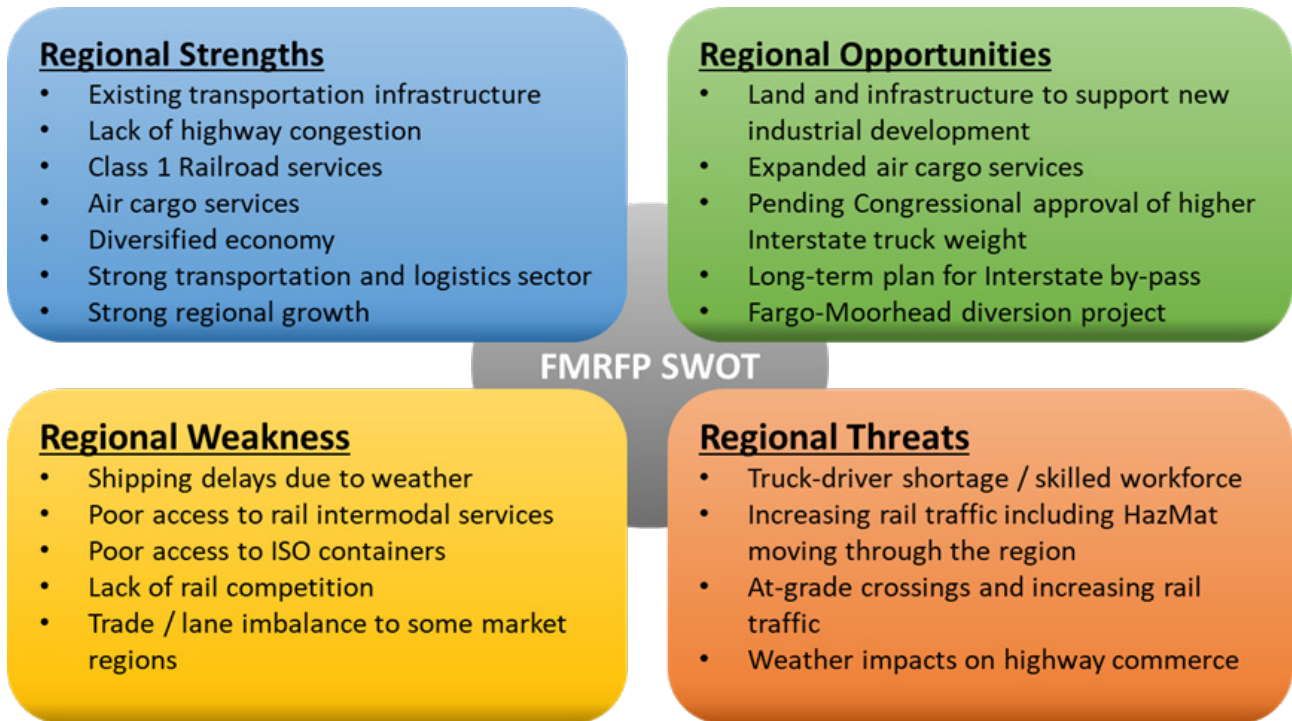 Regional Strengths
• Existing transportation infrastructure
• Lack of highway congestion
• Class 1 Railroad services
• Air cargo services
• Diversified economy
• Strong transportation and logistics sector
• Strong regional growth
Regional Opportunities
• Land and infrastructure to support new
industrial development
• Expanded air cargo services
• Pending Congressional approval of higher
Interstate truck weight
• Long-term plan for Interstate by-pass
• Fargo-Moorhead diversion project
FMRFP SWOT
Regional Weakness
• Shipping delays due to weather
• Poor access to rail intermodal services
• Poor access to ISO containers
• Lack of rail competition
• Trade / lane imbalance to some market
regions
Regional Threats
• Truck-driver shortage / skilled workforce
• Increasing rail traffic including HazMat
moving through the region
• At-grade crossings and increasing rail
traffic
• Weather impacts on highway commerce